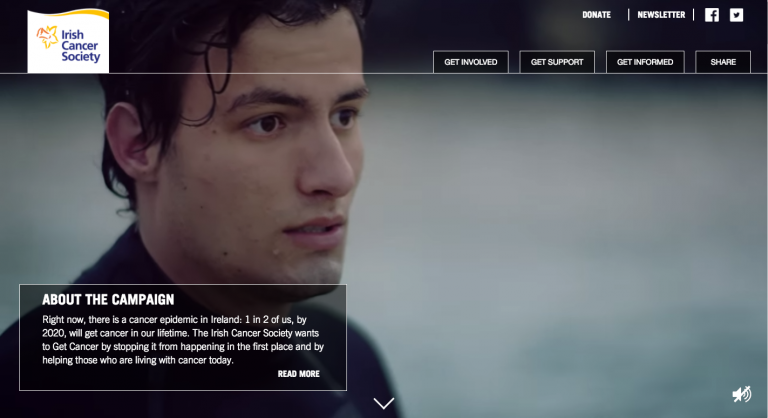 Irish
Cancer
Society
DONATE
NEWSLETTER
GET INVOLVED
GET SUPPORT
GET INFORMED
SHARE
ABOUT THE CAMPAIGN
Right now, there is a cancer epidemic in Ireland: 1 in 2 of us, by
2020, will get cancer in our lifetime. The Irish Cancer Society wants
to Get Cancer by stopping it from happening in the first place and by
helping those who are living with cancer today.
READ MORE